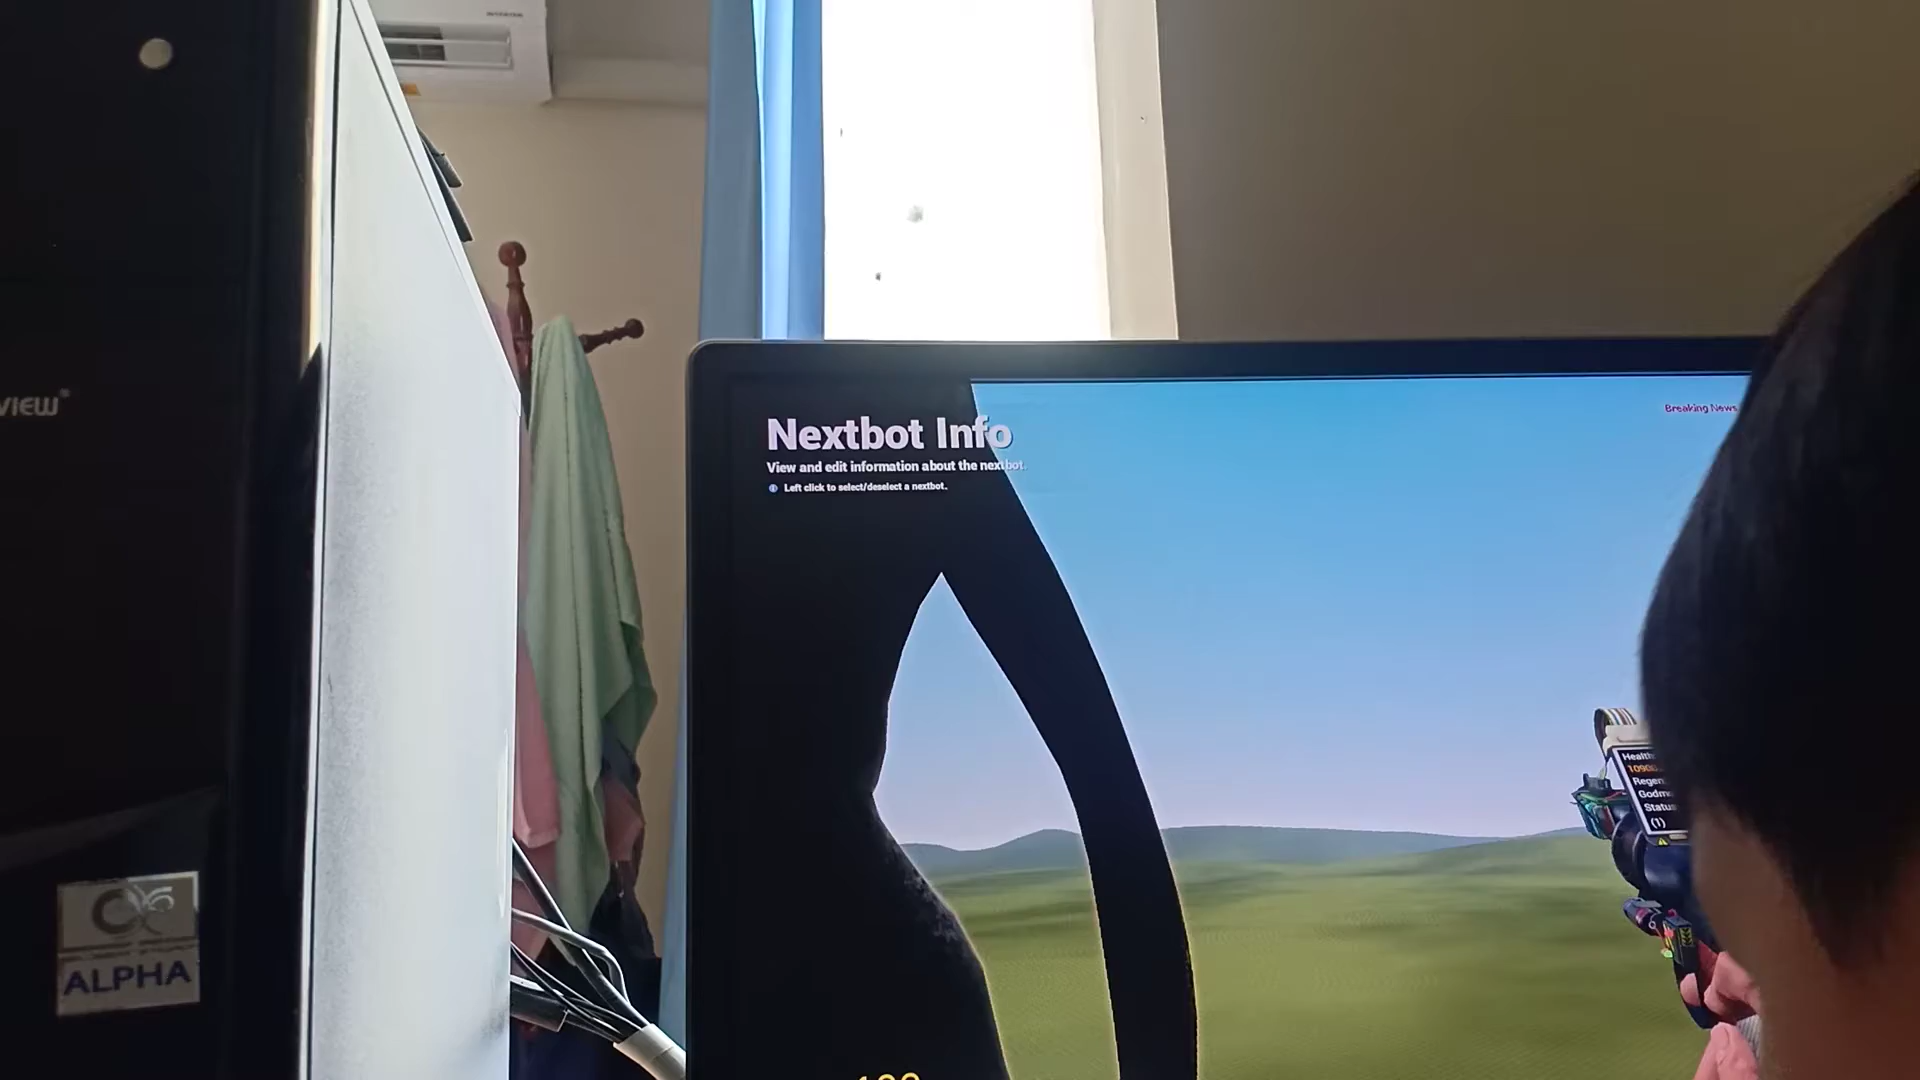 VIEW
Nextbot Info
View and edit information about the nextbot.
Left click to select/deselect a nextbot.
Breaking News
Health
Regen
Godm
Status
(1)
ALPHA